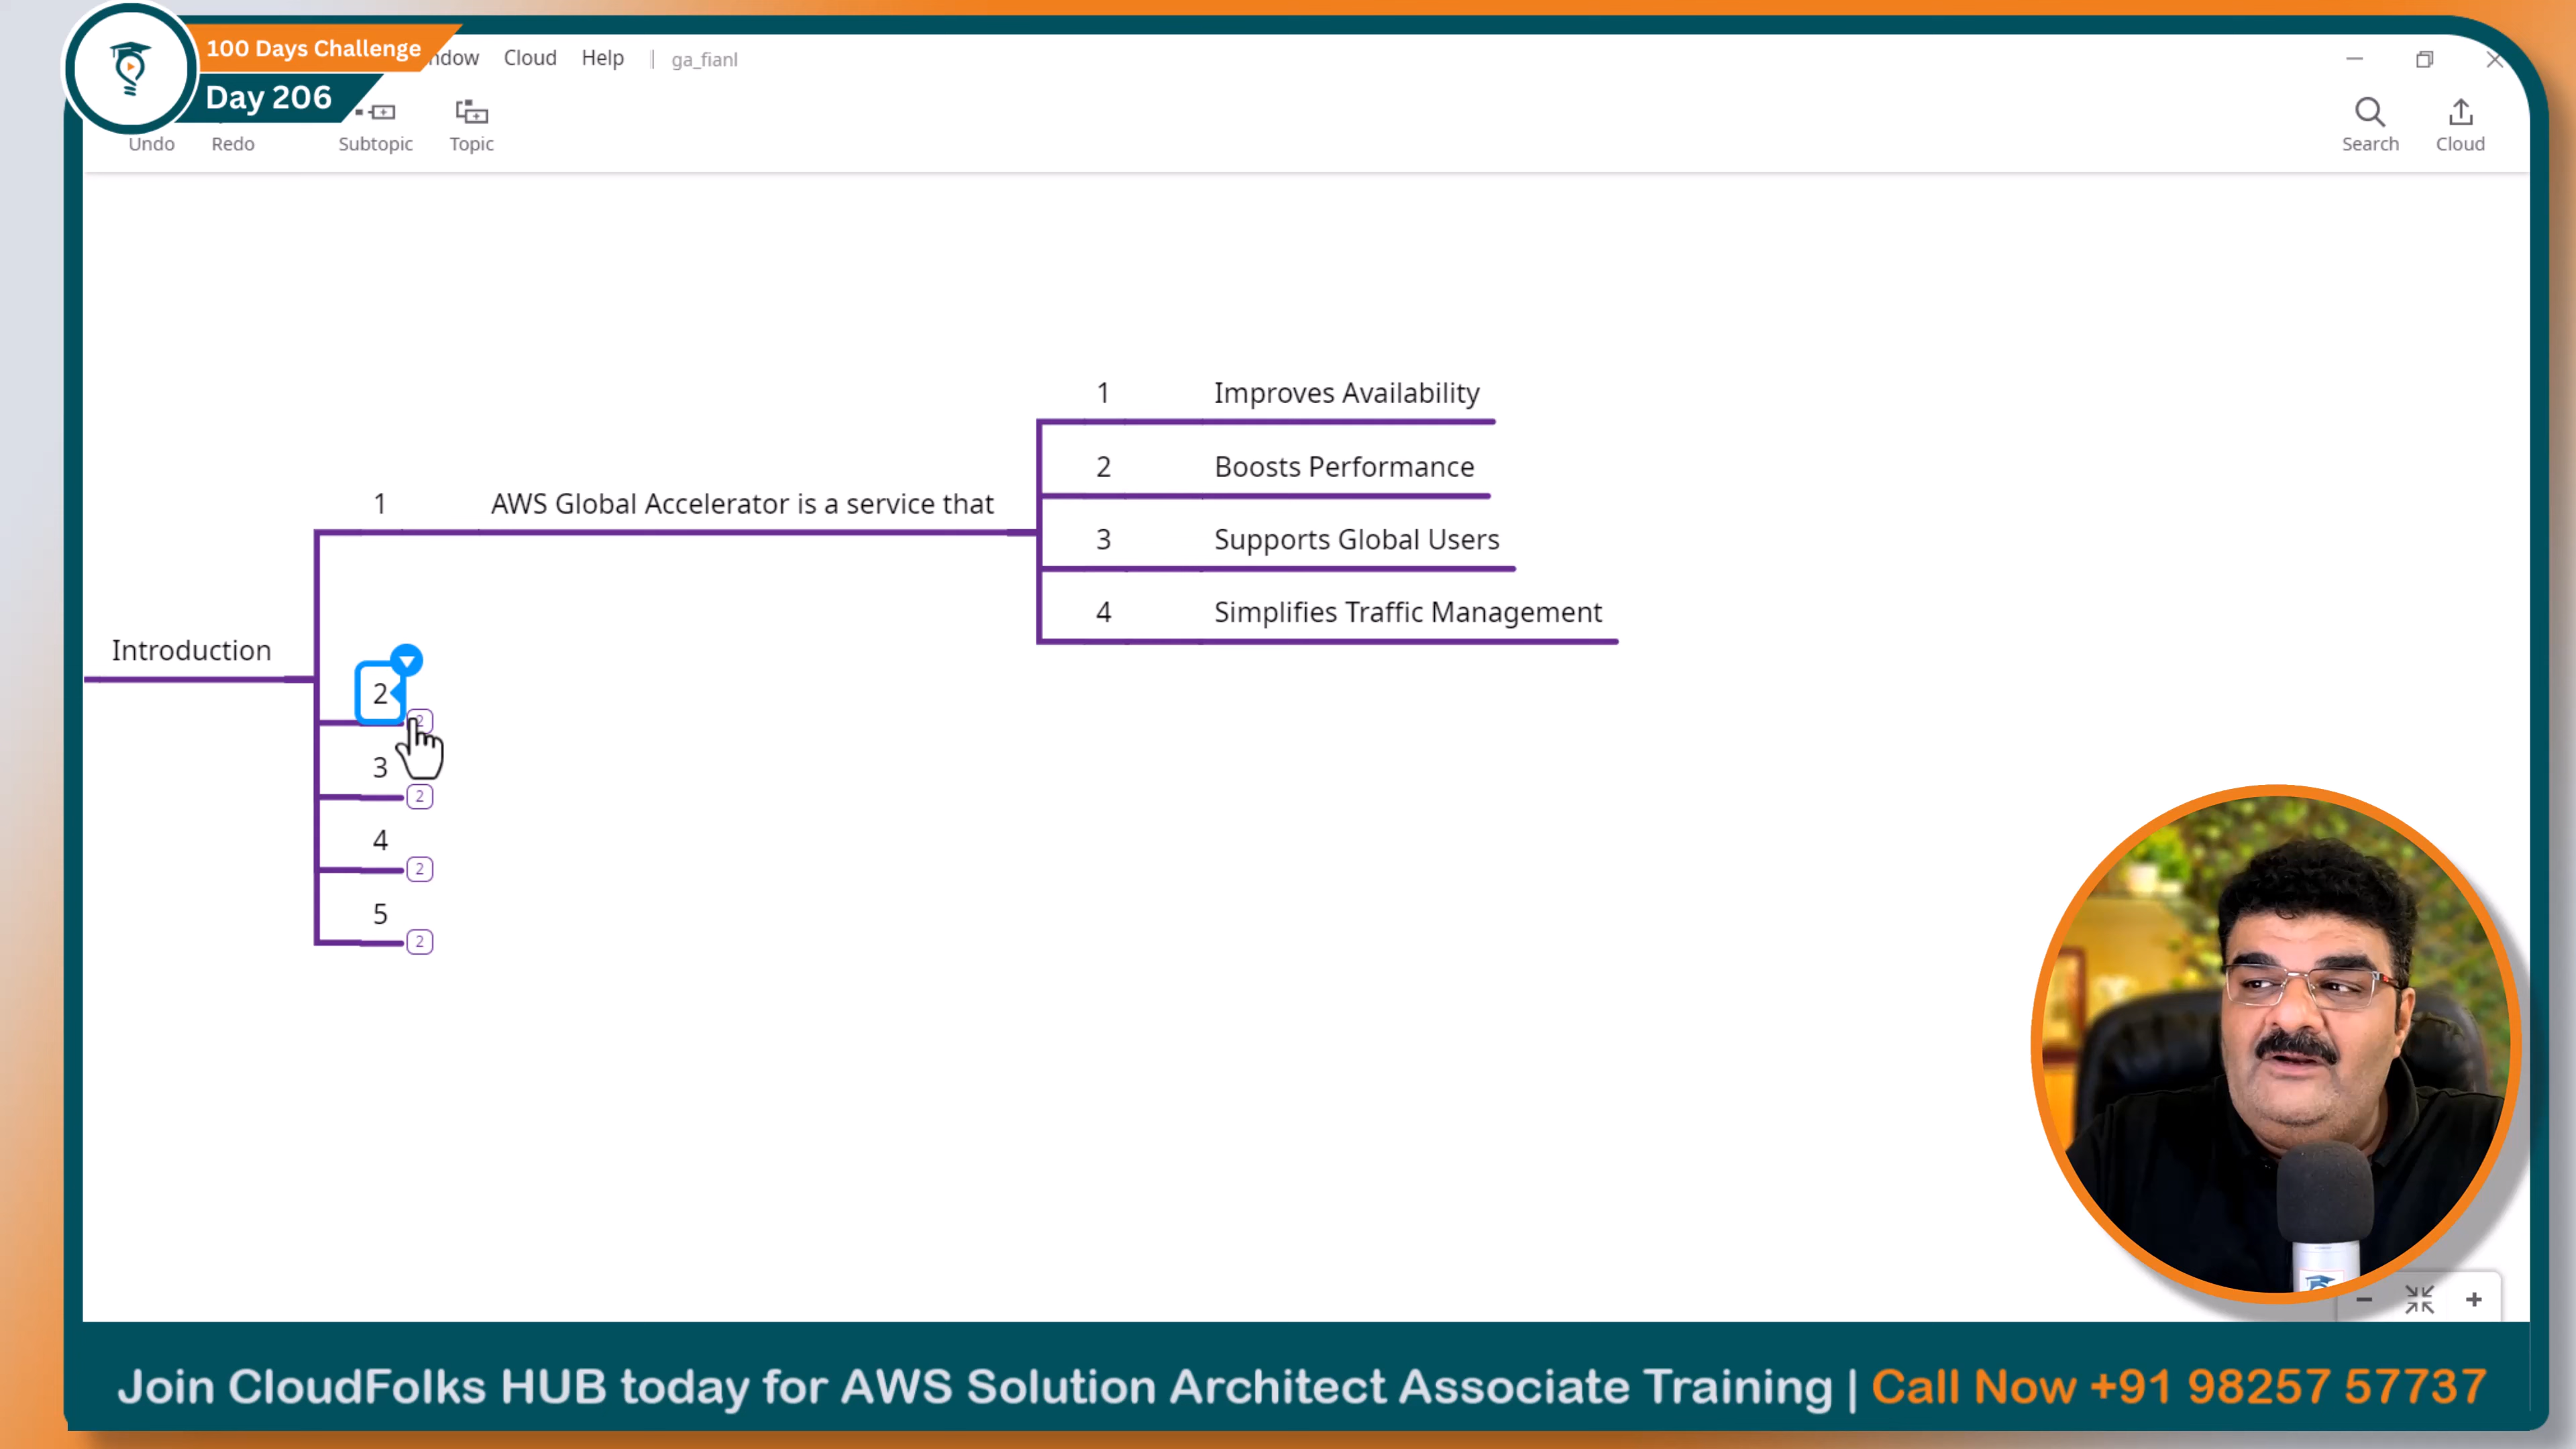 100 Days Challenge
Day 206
ndow Cloud Help | ga_fianl
Undo Redo Subtopic Topic Search Cloud
1 Improves Availability
2 Boosts Performance
1 AWS Global Accelerator is a service that
3 Supports Global Users
4 Simplifies Traffic Management
Introduction
2
2
3
2
4
2
5
2
Join CloudFolks HUB today for AWS Solution Architect Associate Training | Call Now +91 98257 57737